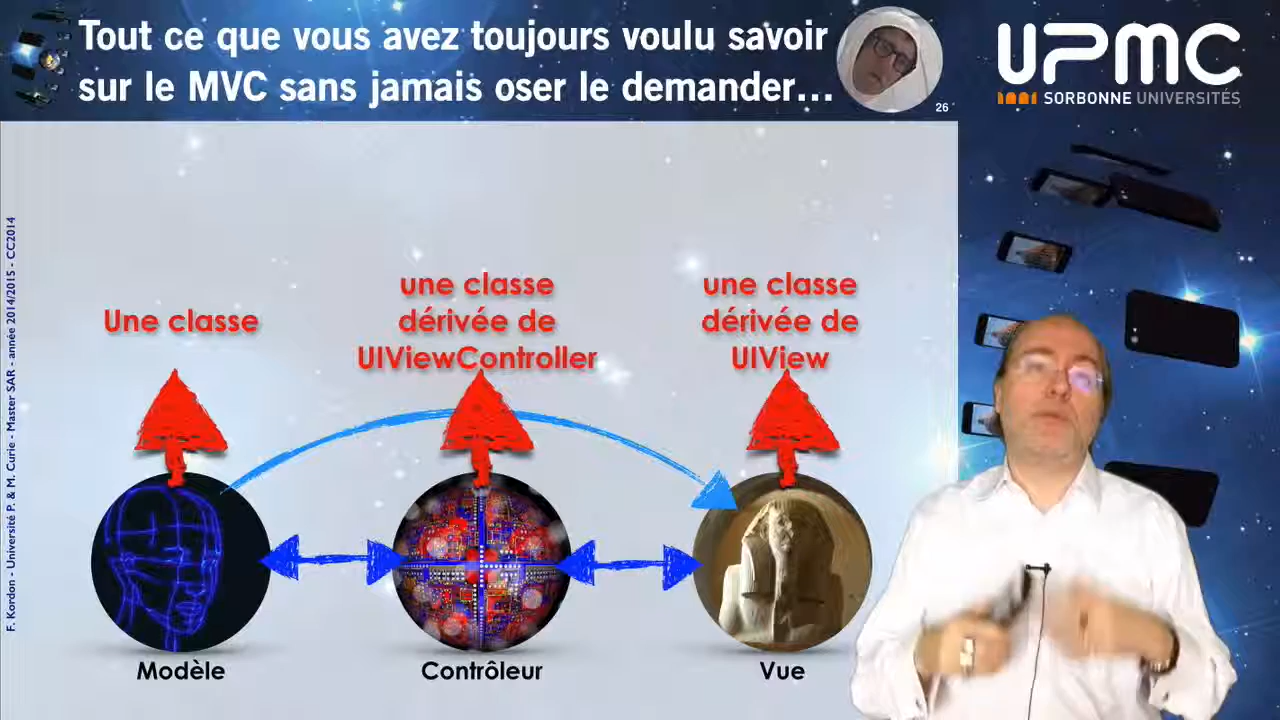 Tout ce que vous avez toujours voulu savoir
sur le MVC sans jamais oser le demander...
26
UPMC
SORBONNE UNIVERSITÉS
F. Kordon - Université P. & M. Curie - Master SAR - année 2014/2015 - CC2014
Une classe
une classe
dérivée de
UIViewController
une classe
dérivée de
UIView
Modèle
Contrôleur
Vue